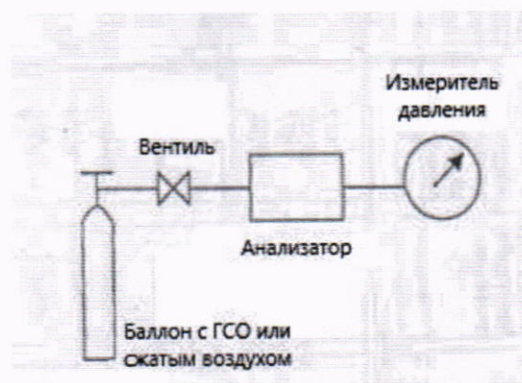 Измеритель
давления
Вентиль
Анализатор
Баллон с ГСО или
сжатым воздухом